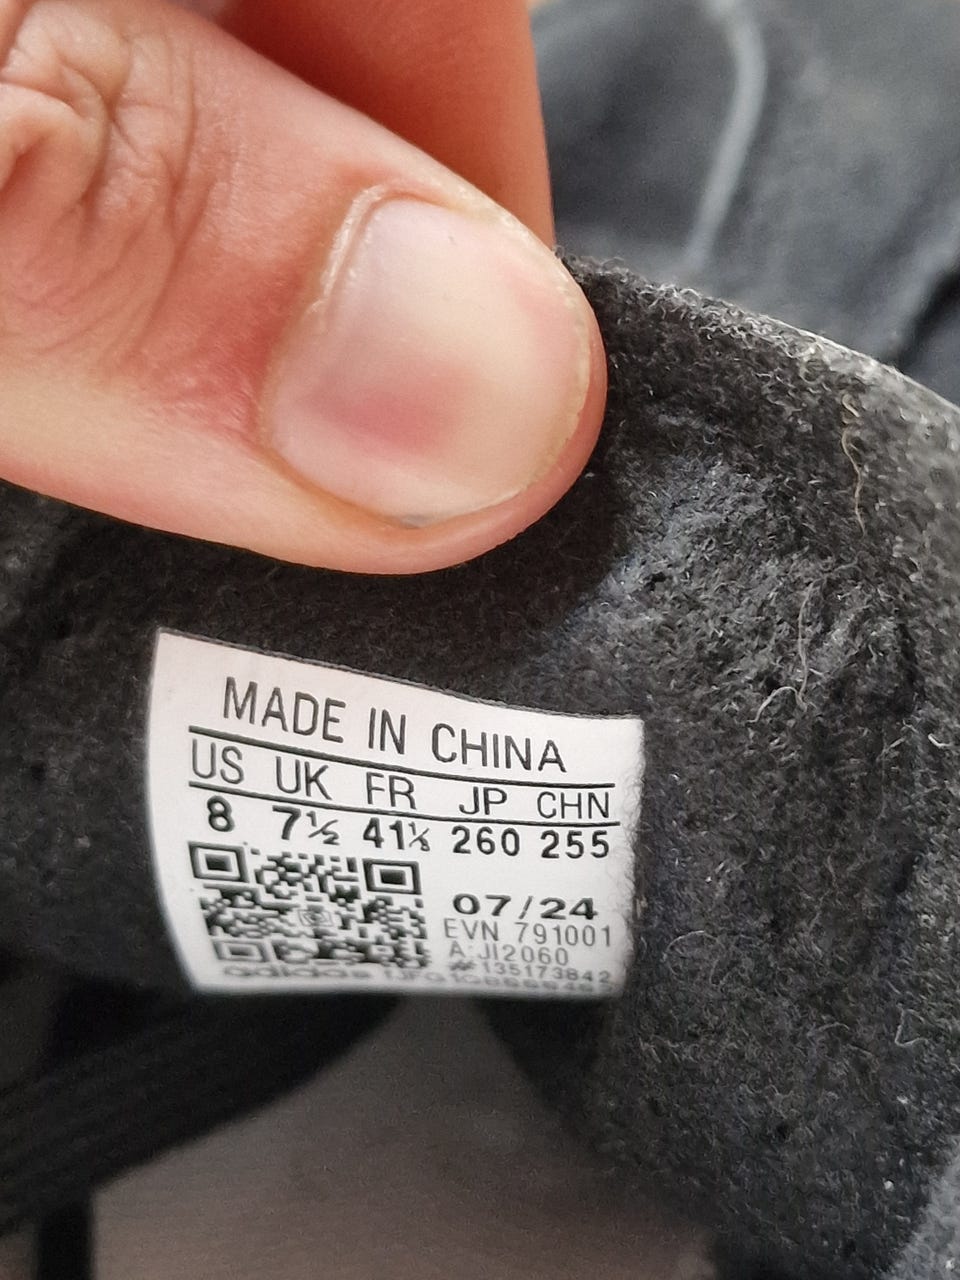 MADE IN CHINA
US UK FR JP CHN
8 7½ 41⅓ 260 255
07/24
EVN 791001
A:JI2060
#135173842
adidas